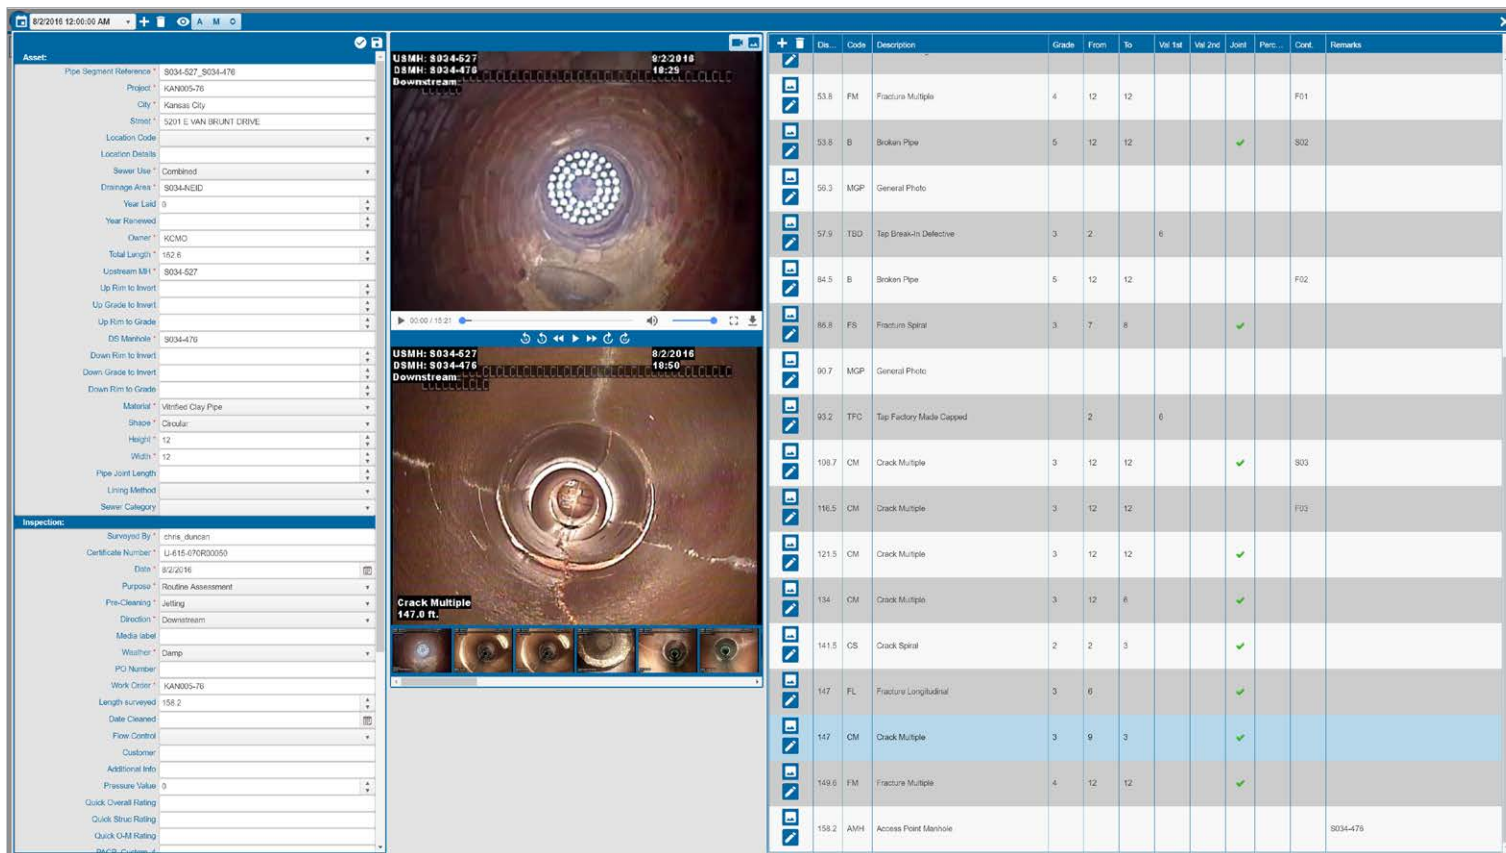 8/2/2016 12:00:00 AM A M O
Asset:
Pipe Segment Reference * S034-527_S034-476
Project * KAN005-76
City * Kansas City
Street * 5201 E VAN BRUNT DRIVE
Location Code
Location Details
Sewer Use * Combined
Drainage Area * S034-NEID
Year Laid 0
Year Renewed
Owner * KCMO
Total Length * 162.6
Upstream MH * S034-527
Up Rim to Invert
Up Grade to Invert
Up Rim to Grade
DS Manhole * S034-476
Down Rim to Invert
Down Grade to Invert
Down Rim to Grade
Material * Vitrified Clay Pipe
Shape * Circular
Height * 12
Width * 12
Pipe Joint Length
Lining Method
Sewer Category
Inspection:
Surveyed By * chris_duncan
Certificate Number * U-615-070R00050
Date * 8/2/2016
Purpose * Routine Assessment
Pre-Cleaning * Jetting
Direction * Downstream
Media label
Weather * Damp
PO Number
Work Order * KAN005-76
Length surveyed 158.2
Date Cleaned
Flow Control
Customer
Additional Info
Pressure Value 0
Quick Overall Rating
Quick Struc Rating
Quick O-M Rating
USMH: S034-527 8/2/2016
DSMH: S034-476 18:29
Downstream
00:00 / 15:21
USMH: S034-527 8/2/2016
DSMH: S034-476 18:50
Downstream
Crack Multiple
147.0 ft.
Dis... Code Description Grade From To Val 1st Val 2nd Joint Perc... Cont. Remarks
53.8 FM Fracture Multiple 4 12 12 F01
53.8 B Broken Pipe 5 12 12 S02
56.3 MGP General Photo
57.9 TBD Tap Break-In Defective 3 2 6
84.5 B Broken Pipe 5 12 12 F02
86.8 FS Fracture Spiral 3 7 8
90.7 MGP General Photo
93.2 TFC Tap Factory Made Capped 2 6
108.7 CM Crack Multiple 3 12 12 S03
116.5 CM Crack Multiple 3 12 12 F03
121.5 CM Crack Multiple 3 12 12
134 CM Crack Multiple 3 12 6
141.5 CS Crack Spiral 2 2 3
147 FL Fracture Longitudinal 3 6
147 CM Crack Multiple 3 9 3
149.6 FM Fracture Multiple 4 12 12
158.2 AMH Access Point Manhole S034-476